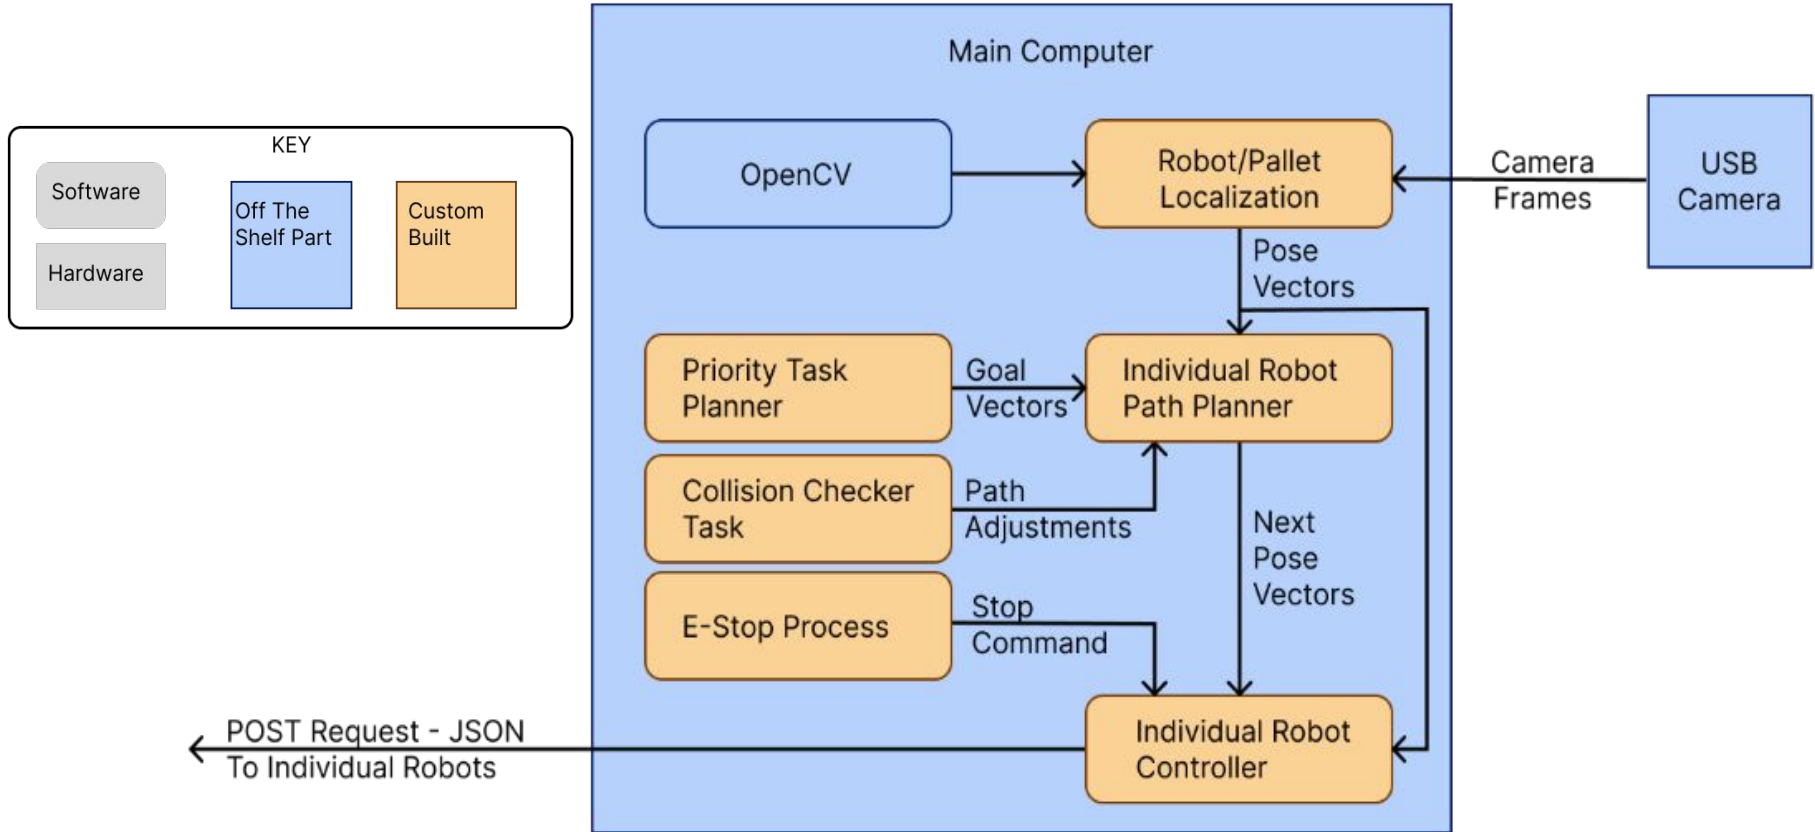 Main Computer
KEY
Software
Hardware
Off The
Shelf Part
Custom
Built
OpenCV
Robot/Pallet
Localization
Camera
Frames
USB
Camera
Pose
Vectors
Priority Task
Planner
Goal
Vectors
Individual Robot
Path Planner
Collision Checker
Task
Path
Adjustments
Next
Pose
Vectors
E-Stop Process
Stop
Command
Individual Robot
Controller
POST Request - JSON
To Individual Robots